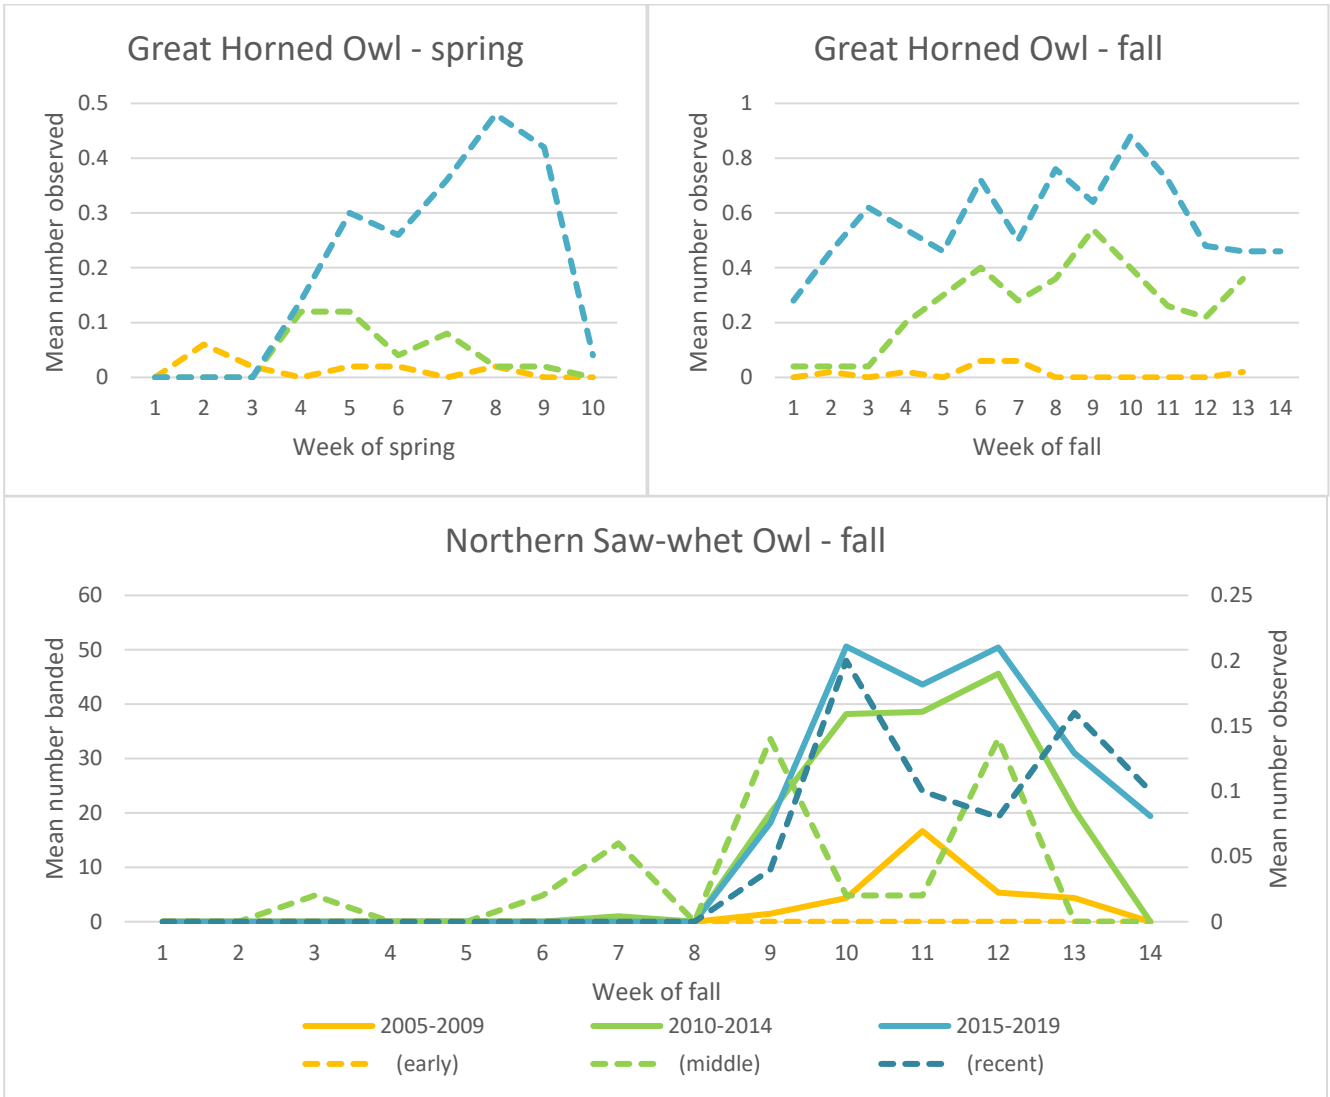 Great Horned Owl - spring
Mean number observed
0.5
0.4
0.3
0.2
0.1
0
1 2 3 4 5 6 7 8 9 10
Week of spring
Great Horned Owl - fall
Mean number observed
1
0.8
0.6
0.4
0.2
0
1 2 3 4 5 6 7 8 9 10 11 12 13 14
Week of fall
Northern Saw-whet Owl - fall
Mean number banded
60
50
40
30
20
10
0
0.25
0.2
0.15
0.1
0.05
0
Mean number observed
1 2 3 4 5 6 7 8 9 10 11 12 13 14
Week of fall
2005-2009 2010-2014 2015-2019
(early) (middle) (recent)